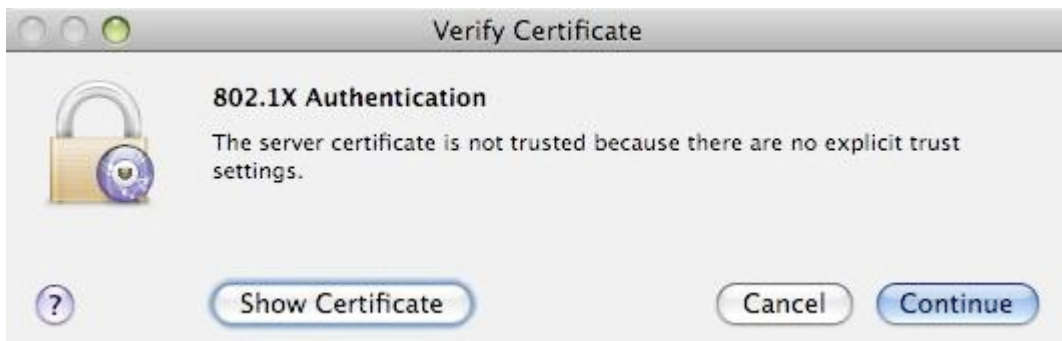 Verify Certificate
802.1X Authentication
The server certificate is not trusted because there are no explicit trust
settings.
?
Show Certificate
Cancel
Continue